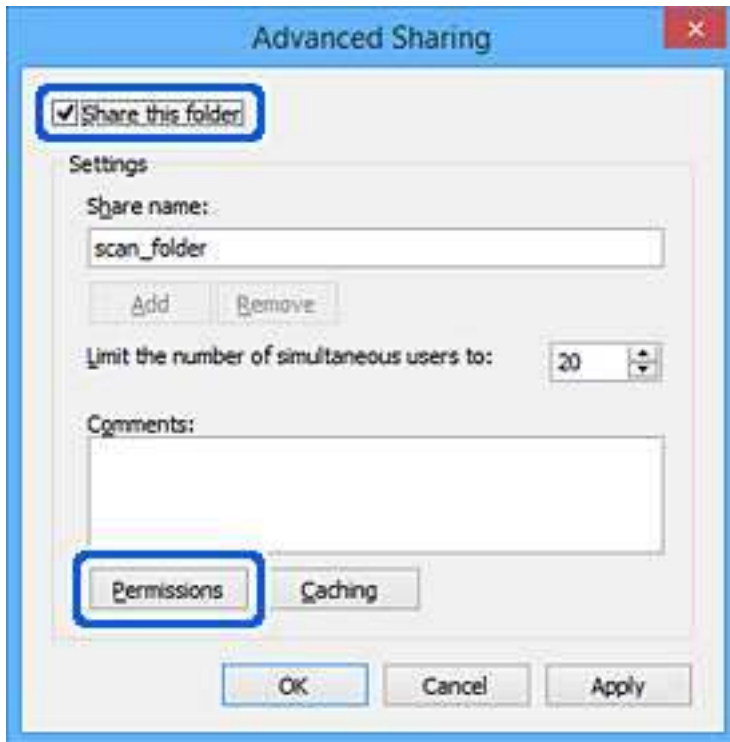 Advanced Sharing
Share this folder
Settings
Share name:
scan_folder
Add Remove
Limit the number of simultaneous users to: 20
Comments:
Permissions Caching
OK Cancel Apply